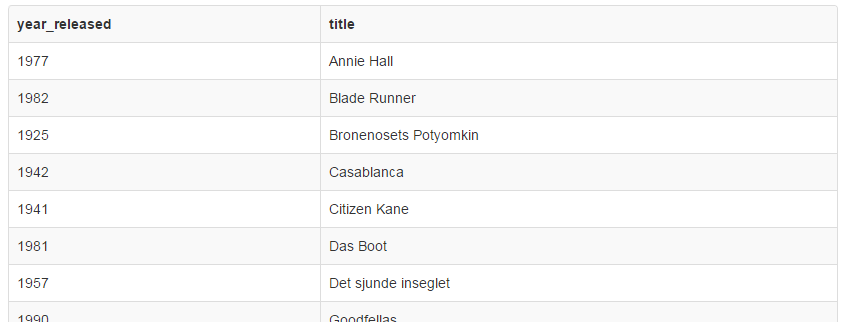 year_released title
1977 Annie Hall
1982 Blade Runner
1925 Bronenosets Potyomkin
1942 Casablanca
1941 Citizen Kane
1981 Das Boot
1957 Det sjunde inseglet
1990 Goodfellas